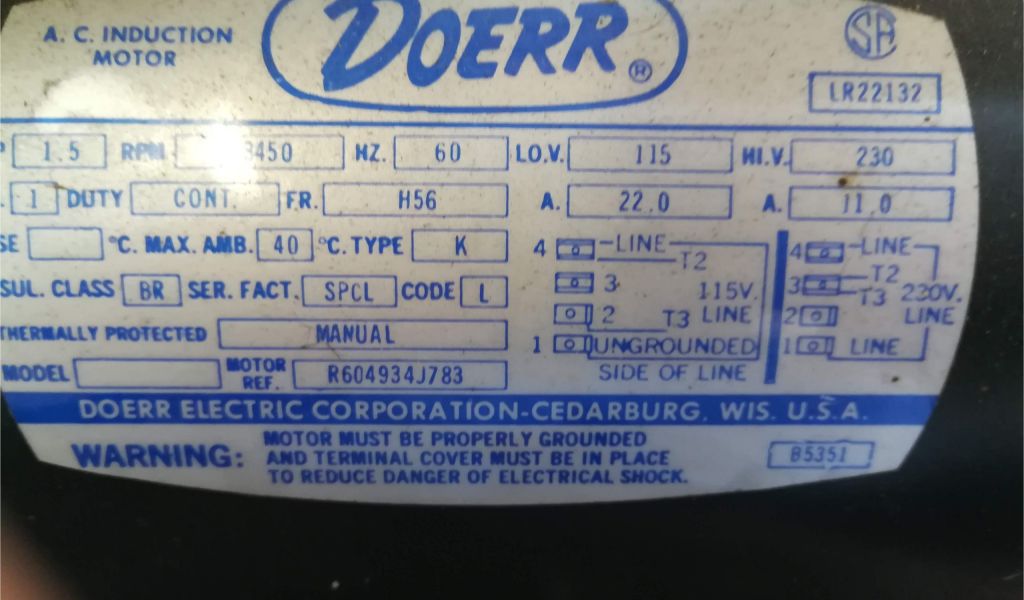 A. C. INDUCTION
MOTOR
DOERR ®
SA
LR22132
1.5 RPM 3450 HZ. 60 LO.V. 115 HI.V. 230
1 DUTY CONT. FR. H56 A. 22.0 A. 11.0
SE °C. MAX. AMB. 40 °C. TYPE K
SUL. CLASS BR SER. FACT. SPCL CODE L
THERMALLY PROTECTED MANUAL
MODEL MOTOR REF. R604934J783
4 LINE
T2
3 115V.
2 T3 LINE
1 UNGROUNDED
SIDE OF LINE
4 LINE
T2
3 T3 230V.
2 LINE
1 LINE
DOERR ELECTRIC CORPORATION-CEDARBURG, WIS. U.S.A.
WARNING: MOTOR MUST BE PROPERLY GROUNDED
AND TERMINAL COVER MUST BE IN PLACE
TO REDUCE DANGER OF ELECTRICAL SHOCK.
85351